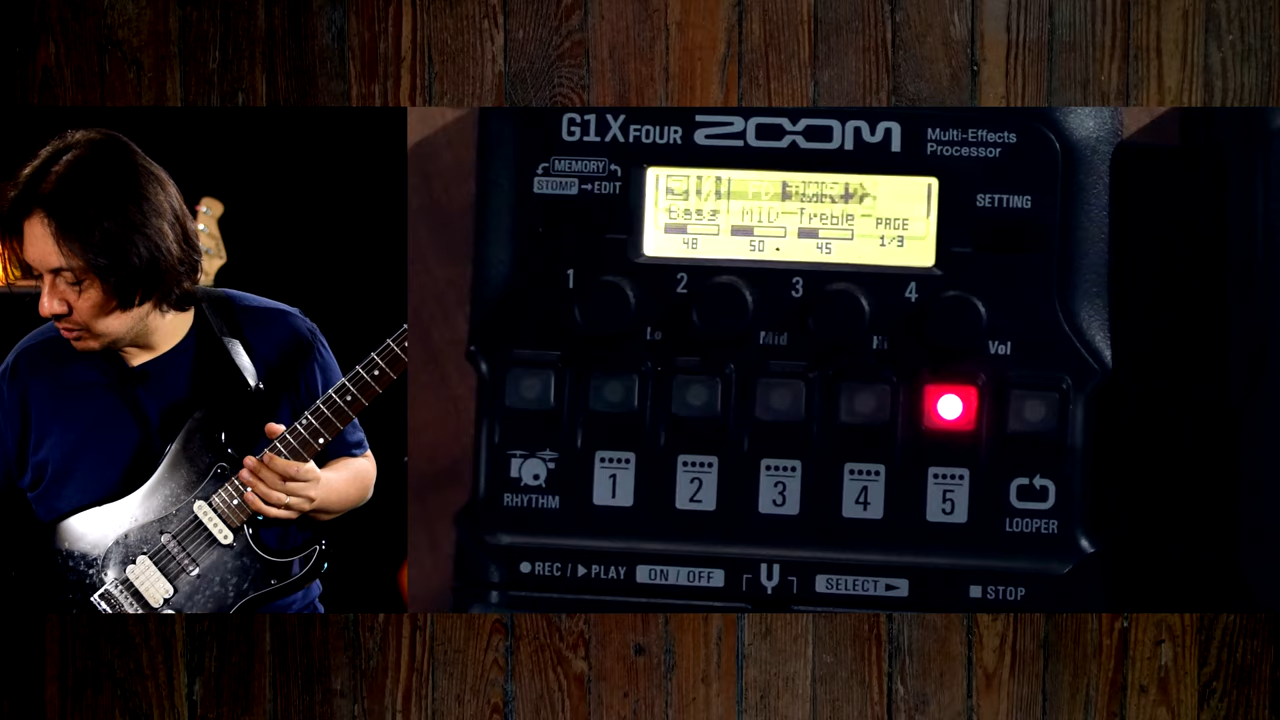 G1X FOUR ZOOM Multi-Effects Processor
MEMORY
STOMP → EDIT
SETTING
Bass MID Treble PAGE
48 50 45 1/3
1 2 3 4
Lo Mid Hi Vol
RHYTHM 1 2 3 4 5 LOOPER
REC / PLAY ON / OFF SELECT STOP